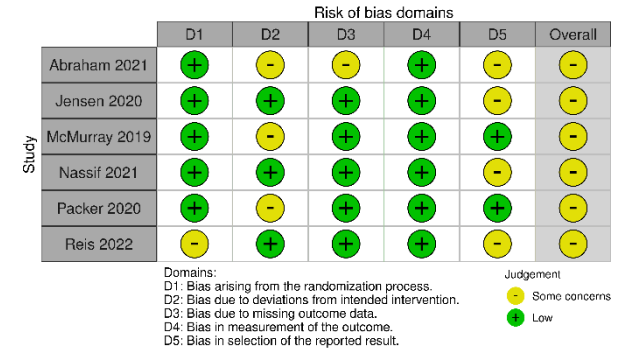 Risk of bias domains
D1 D2 D3 D4 D5 Overall
Study
Abraham 2021 + - - + - -
Jensen 2020 + + + + - -
McMurray 2019 + - + + + -
Nassif 2021 + + + + - -
Packer 2020 + - + + + -
Reis 2022 - + + + - -
Domains:
D1: Bias arising from the randomization process.
D2: Bias due to deviations from intended intervention.
D3: Bias due to missing outcome data.
D4: Bias in measurement of the outcome.
D5: Bias in selection of the reported result.
Judgement
- Some concerns
+ Low